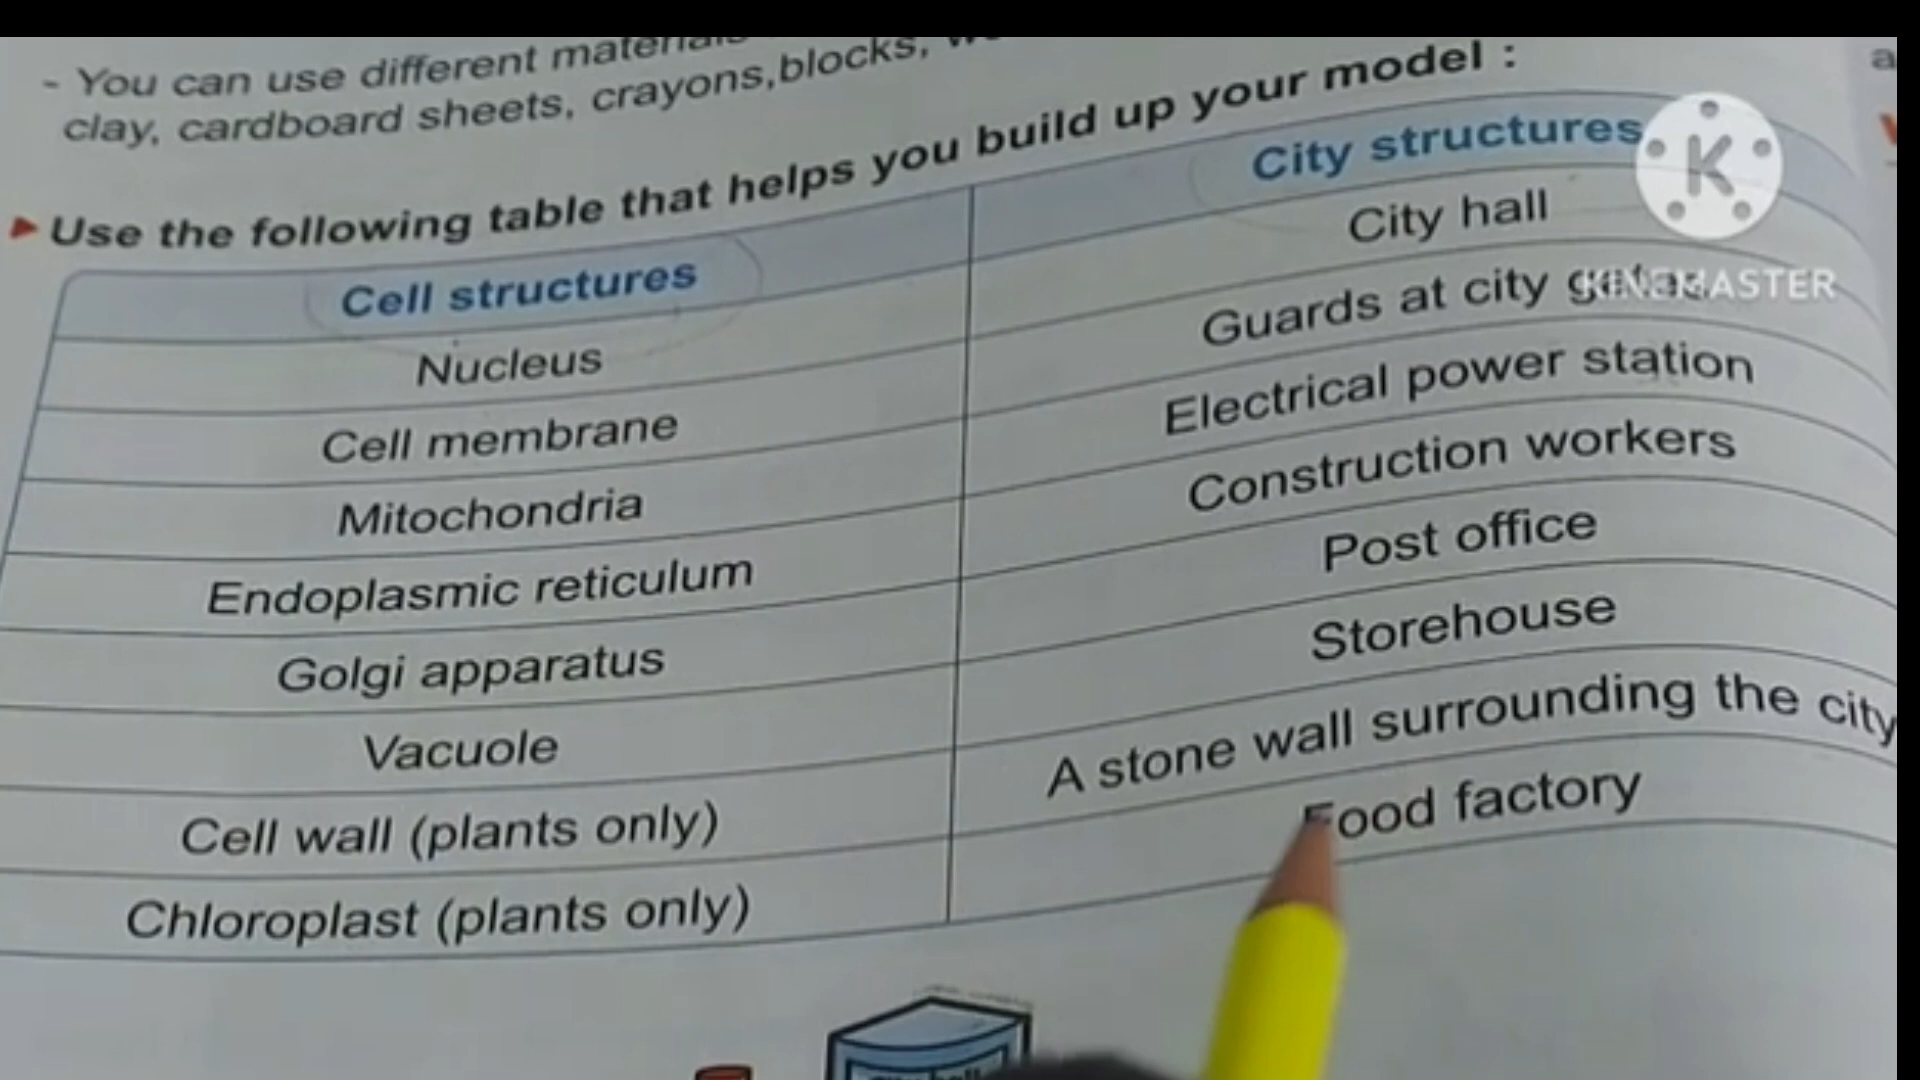 - You can use different materials
clay, cardboard sheets, crayons,blocks,
Use the following table that helps you build up your model :
Cell structures City structures
Nucleus City hall
Cell membrane Guards at city gates
Mitochondria Electrical power station
Endoplasmic reticulum Construction workers
Golgi apparatus Post office
Vacuole Storehouse
Cell wall (plants only) A stone wall surrounding the city
Chloroplast (plants only) Food factory
K
KINEMASTER